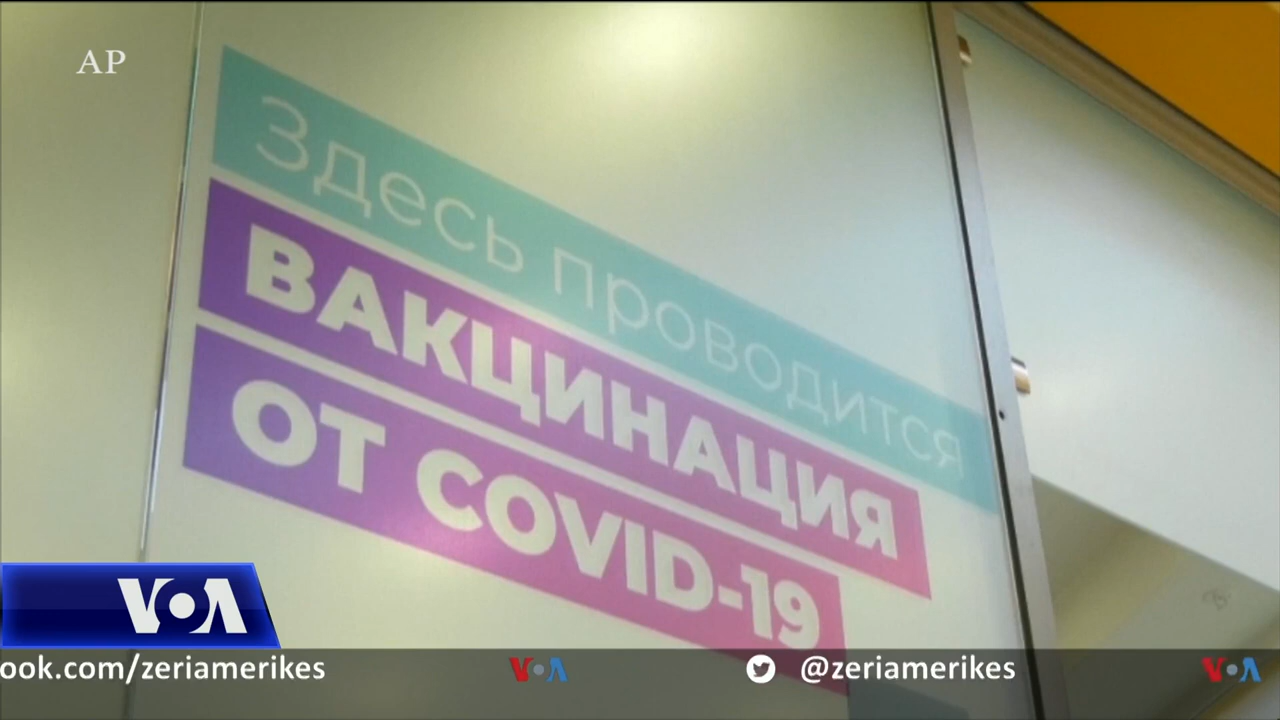 AP
Здесь проводится
ВАКЦИНАЦИЯ
ОТ COVID-19
VOA
ook.com/zeriamerikes
VOA
@zeriamerikes
VOA